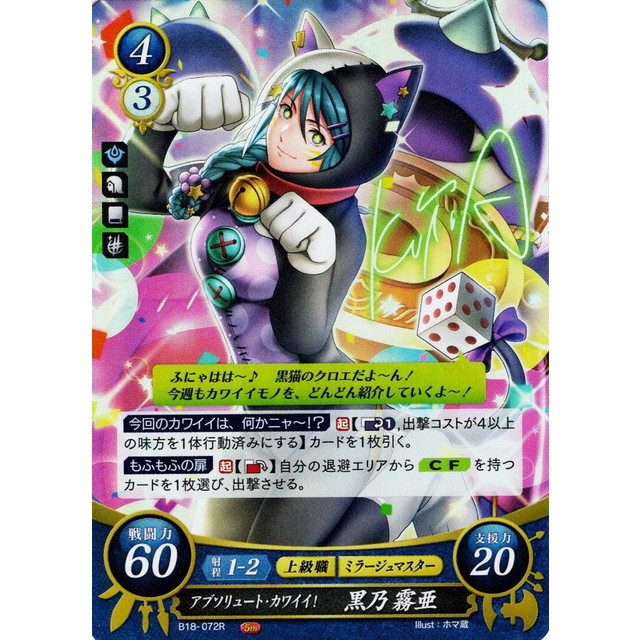 4
3
ふにゃはは~♪ 黒猫のクロエだよ~ん!
今週もカワイイモノを、どんどん紹介していくよ~!
今回のカワイイは、何かニャ~!? 起【1,出撃コストが4以上
の味方を1体行動済みにする】カードを1枚引く。
もふもふの扉 起【】自分の退避エリアから CF を持つ
カードを1枚選び、出撃させる。
戦闘力
60
射程 1-2
上級職
ミラージュマスター
支援力
20
アブソリュート・カワイイ! 黒乃 霧亜
B18-072R 5th Illust:ホマ蔵